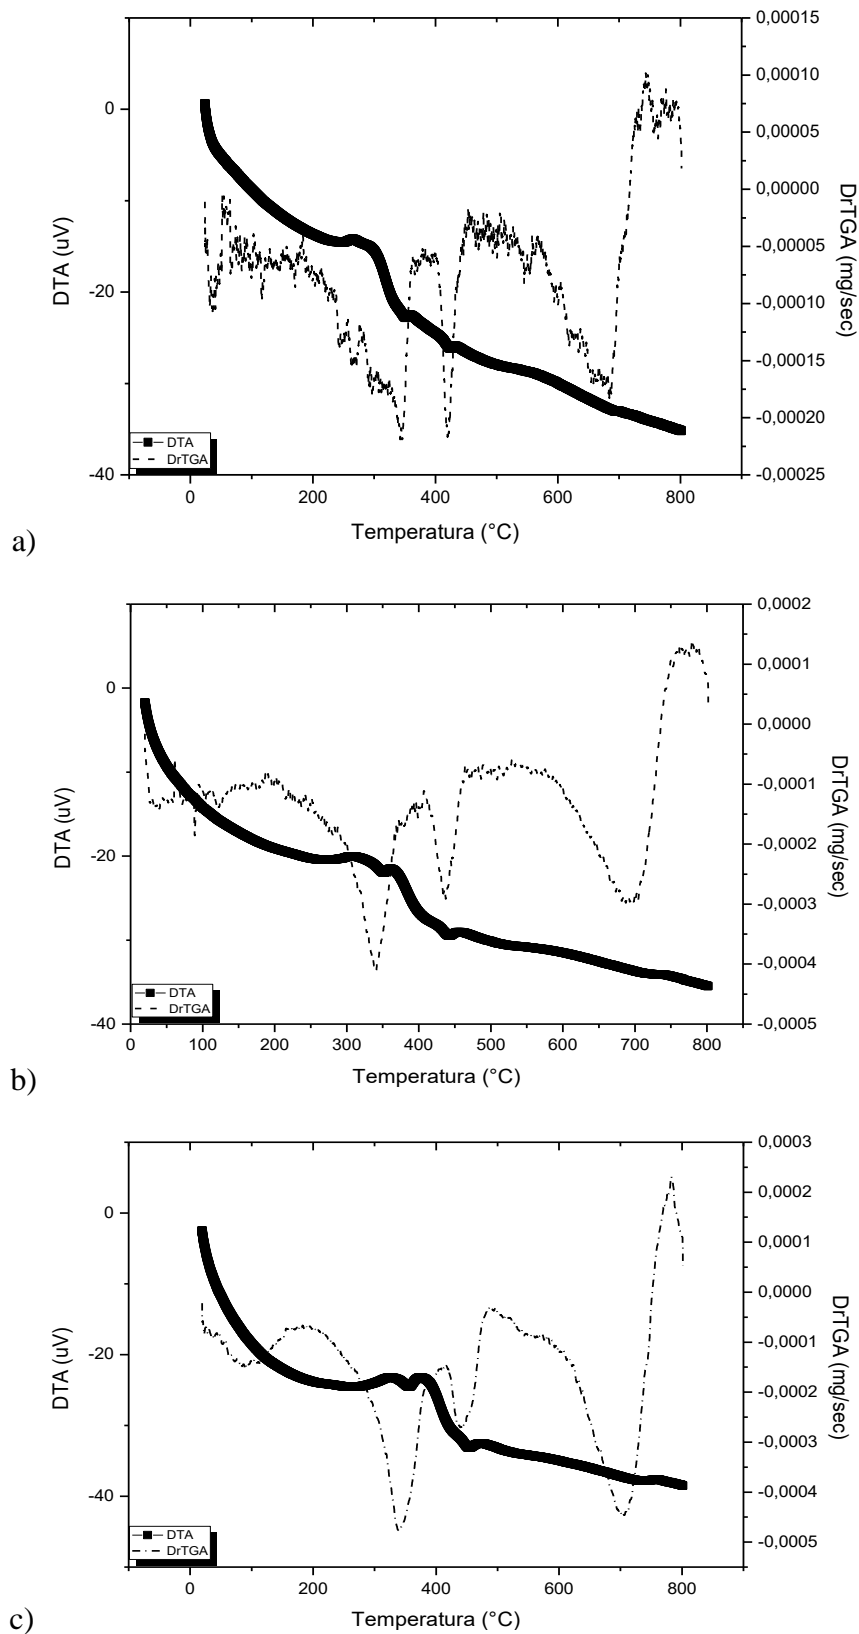 0,00015
0,00010
0,00005
0,00000
-0,00005
-0,00010
-0,00015
-0,00020
-0,00025
DrTGA (mg/sec)
0
-20
-40
DTA (uV)
DTA
DrTGA
0 200 400 600 800
Temperatura (°C)
a)
0,0002
0,0001
0,0000
-0,0001
-0,0002
-0,0003
-0,0004
-0,0005
DrTGA (mg/sec)
0
-20
-40
DTA (uV)
DTA
DrTGA
0 100 200 300 400 500 600 700 800
Temperatura (°C)
b)
0,0003
0,0002
0,0001
0,0000
-0,0001
-0,0002
-0,0003
-0,0004
-0,0005
DrTGA (mg/sec)
0
-20
-40
DTA (uV)
DTA
DrTGA
0 200 400 600 800
Temperatura (°C)
c)